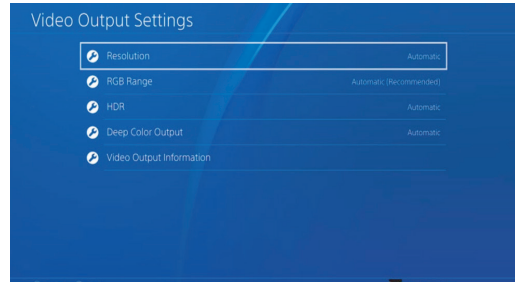 Video Output Settings
Resolution Automatic
RGB Range Automatic (Recommended)
HDR Automatic
Deep Color Output Automatic
Video Output Information